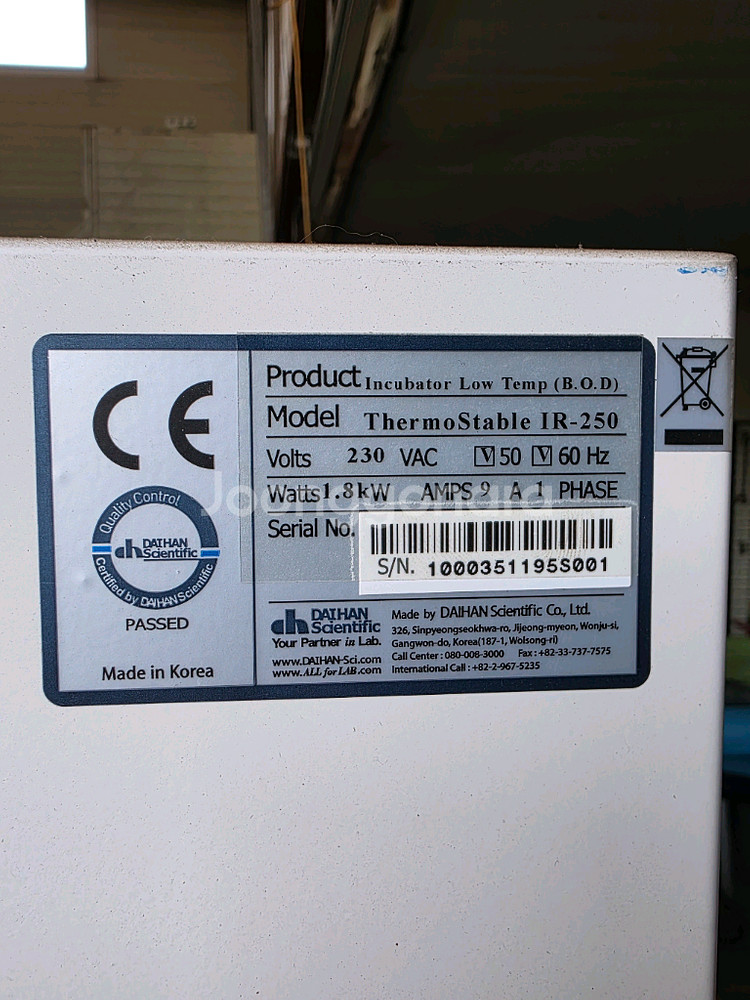 CE
Quality Control
dh DAIHAN Scientific
Certified by DAIHAN Scientific
PASSED
Made in Korea
Product Incubator Low Temp (B.O.D)
Model ThermoStable IR-250
Volts 230 VAC V 50 V 60 Hz
Watts 1.8kW AMPS 9 A 1 PHASE
Serial No.
S/N. 1000351195S001
dh DAIHAN Scientific
Your Partner in Lab.
www.DAIHAN-Sci.com
www.ALLforLAB.com
Made by DAIHAN Scientific Co., Ltd.
326, Sinpyeongseokhwa-ro, Jijeong-myeon, Wonju-si,
Gangwon-do, Korea(187-1, Wolsong-ri)
Call Center : 080-008-3000 Fax : +82-33-737-7575
International Call : +82-2-967-5235
Joonggonara